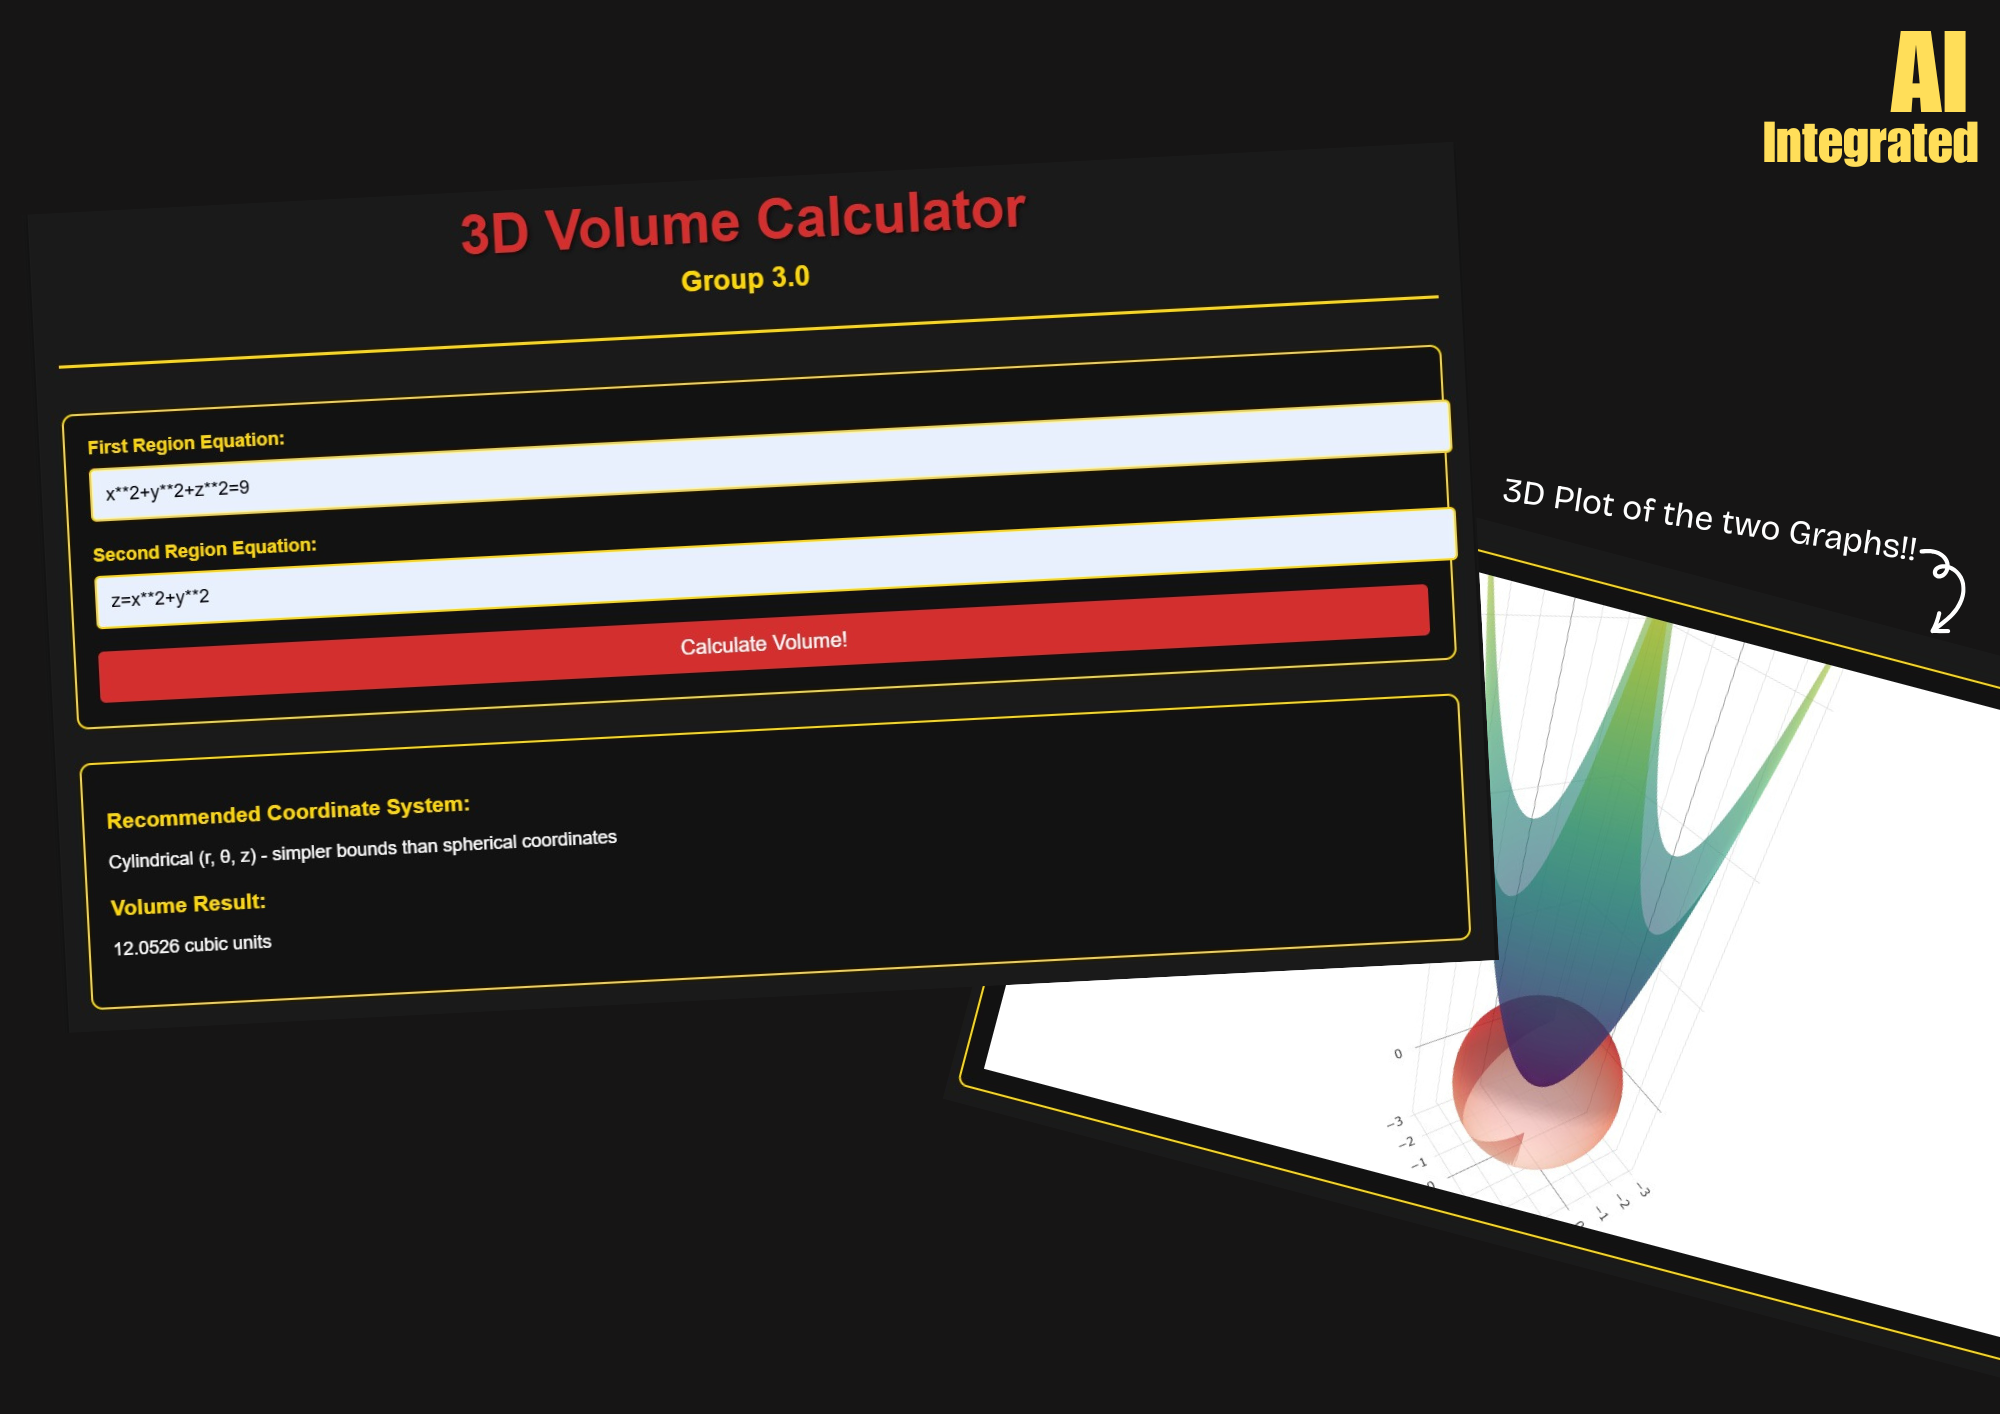 AI
Integrated
3D Volume Calculator
Group 3.0
First Region Equation:
x**2+y**2+z**2=9
Second Region Equation:
z=x**2+y**2
Calculate Volume!
Recommended Coordinate System:
Cylindrical (r, θ, z) - simpler bounds than spherical coordinates
Volume Result:
12.0526 cubic units
3D Plot of the two Graphs!!
0
−3
−2
−1
0
−3
−2
−1